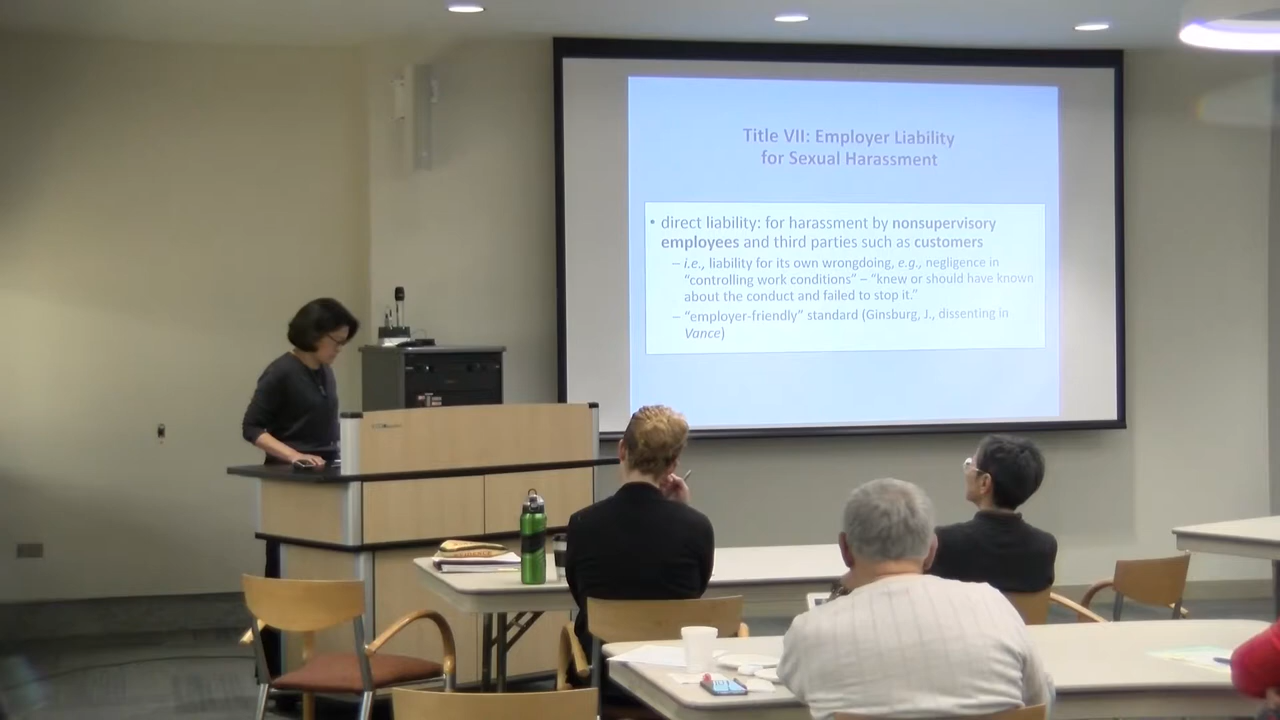 Title VII: Employer Liability
for Sexual Harassment
• direct liability: for harassment by nonsupervisory
employees and third parties such as customers
– i.e., liability for its own wrongdoing, e.g., negligence in
“controlling work conditions” – “knew or should have known
about the conduct and failed to stop it.”
– “employer-friendly” standard (Ginsburg, J., dissenting in
Vance)